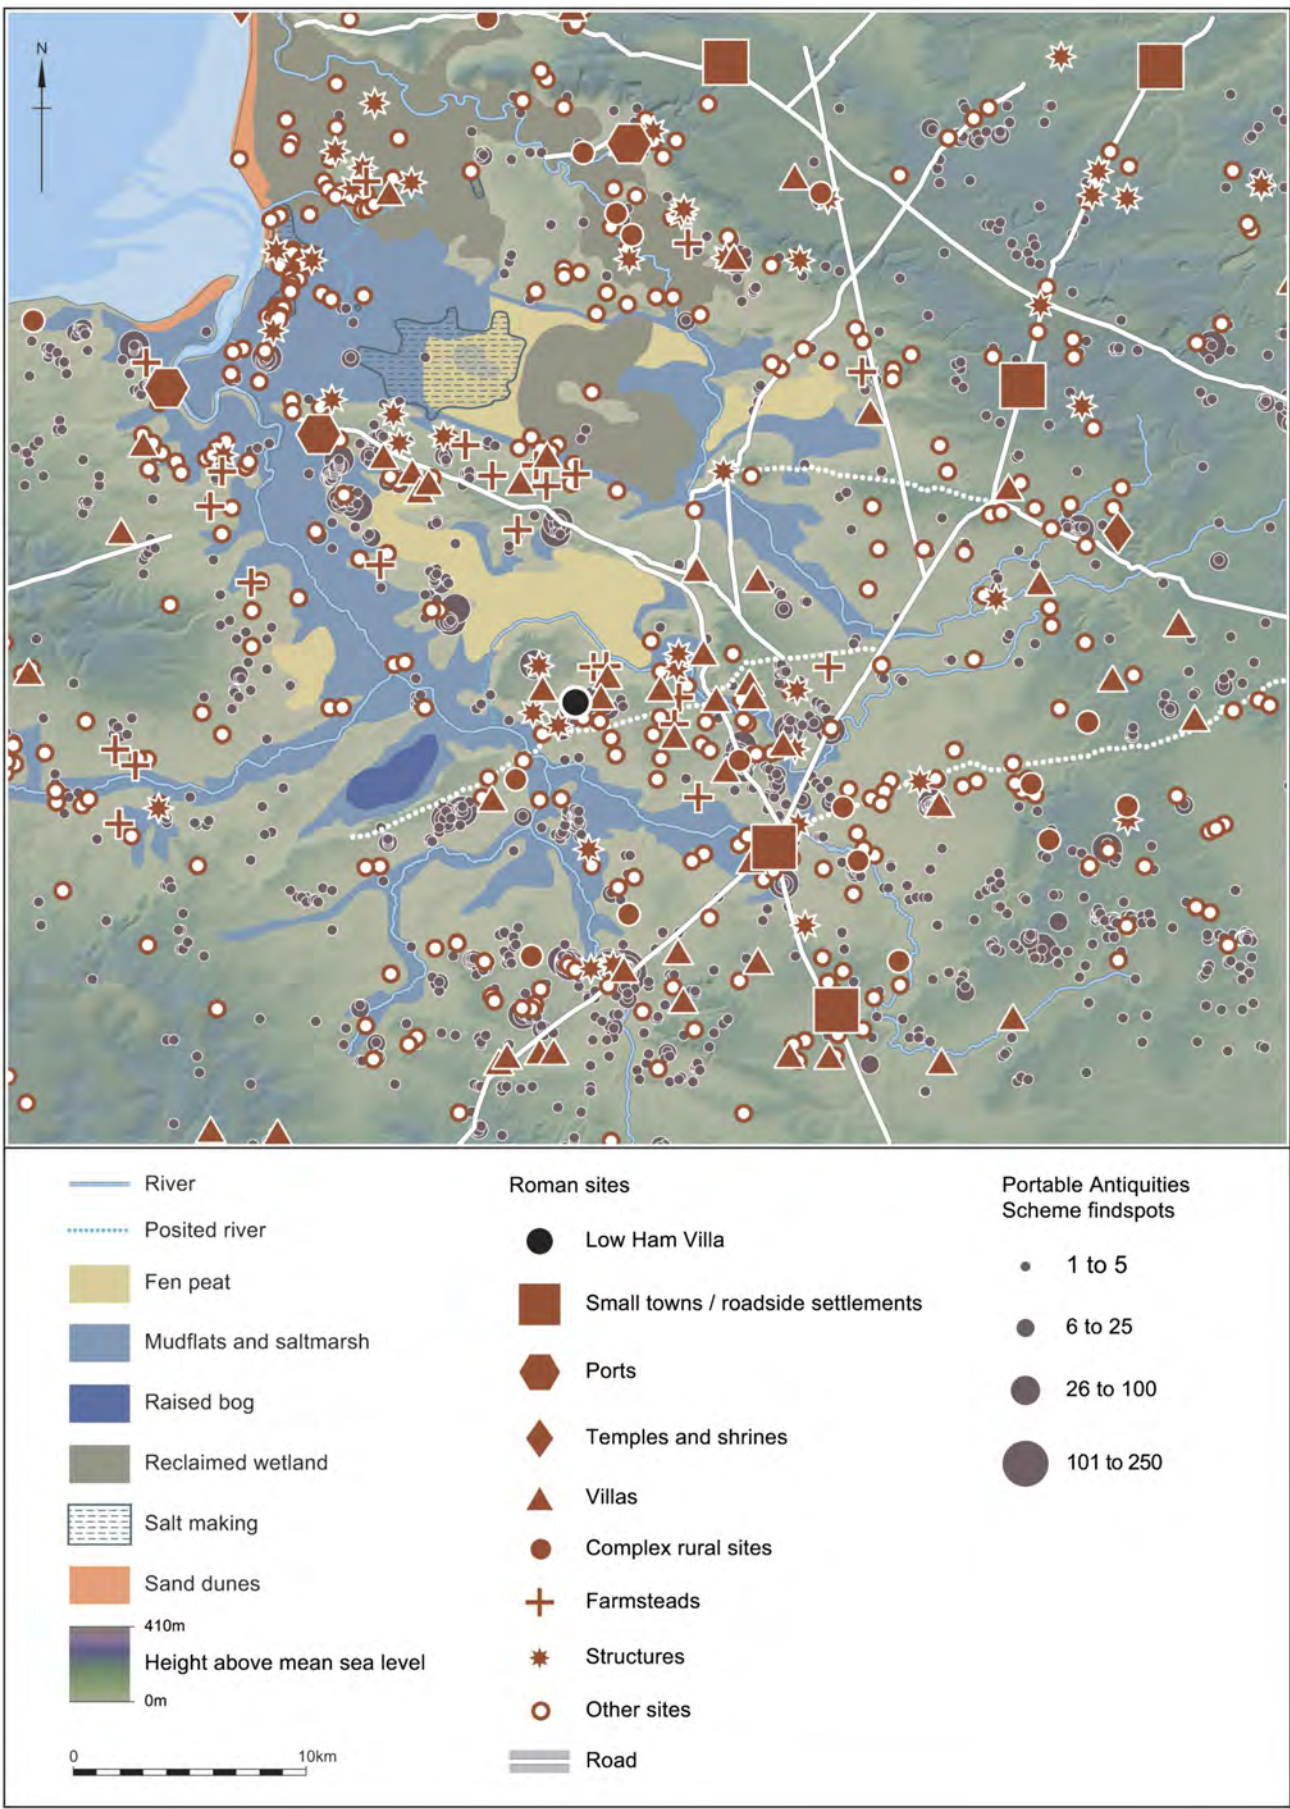 N
River
Posited river
Fen peat
Mudflats and saltmarsh
Raised bog
Reclaimed wetland
Salt making
Sand dunes
410m
Height above mean sea level
0m
0 10km
Roman sites
Low Ham Villa
Small towns / roadside settlements
Ports
Temples and shrines
Villas
Complex rural sites
Farmsteads
Structures
Other sites
Road
Portable Antiquities
Scheme findspots
1 to 5
6 to 25
26 to 100
101 to 250